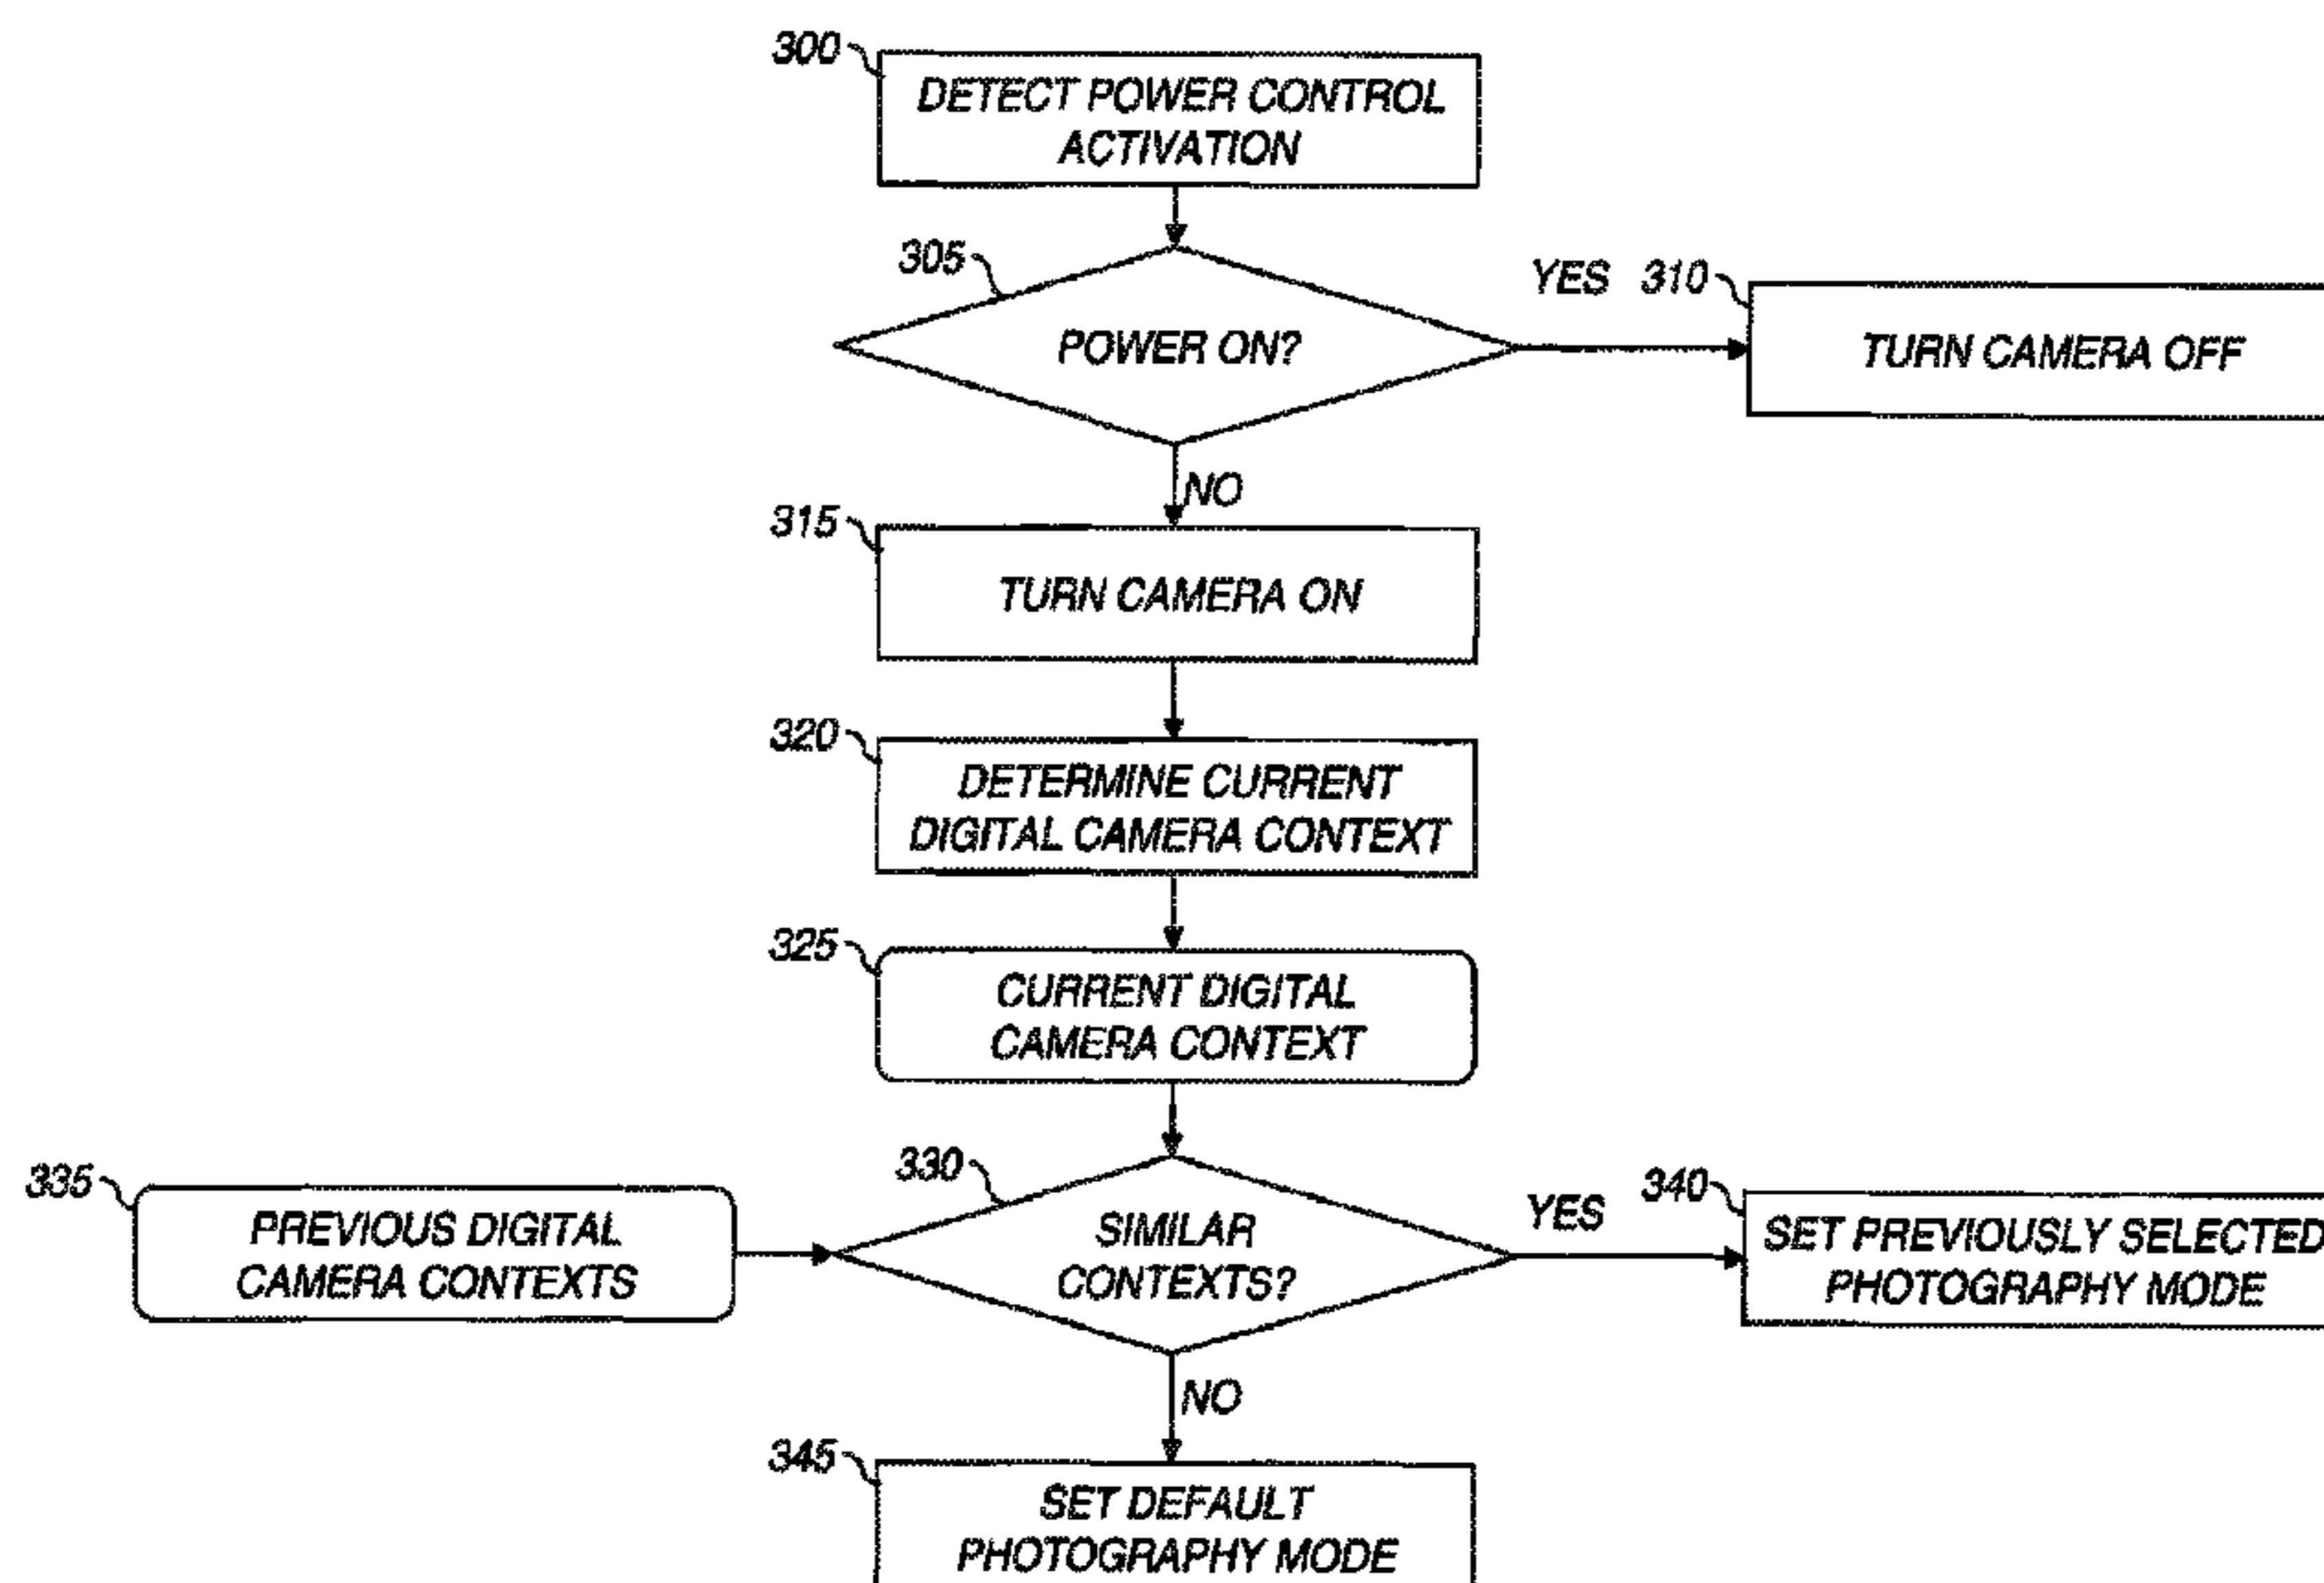 300
DETECT POWER CONTROL
ACTIVATION
305
POWER ON?
YES
310
TURN CAMERA OFF
NO
315
TURN CAMERA ON
320
DETERMINE CURRENT
DIGITAL CAMERA CONTEXT
325
CURRENT DIGITAL
CAMERA CONTEXT
335
PREVIOUS DIGITAL
CAMERA CONTEXTS
330
SIMILAR
CONTEXTS?
YES
340
SET PREVIOUSLY SELECTED
PHOTOGRAPHY MODE
NO
345
SET DEFAULT
PHOTOGRAPHY MODE